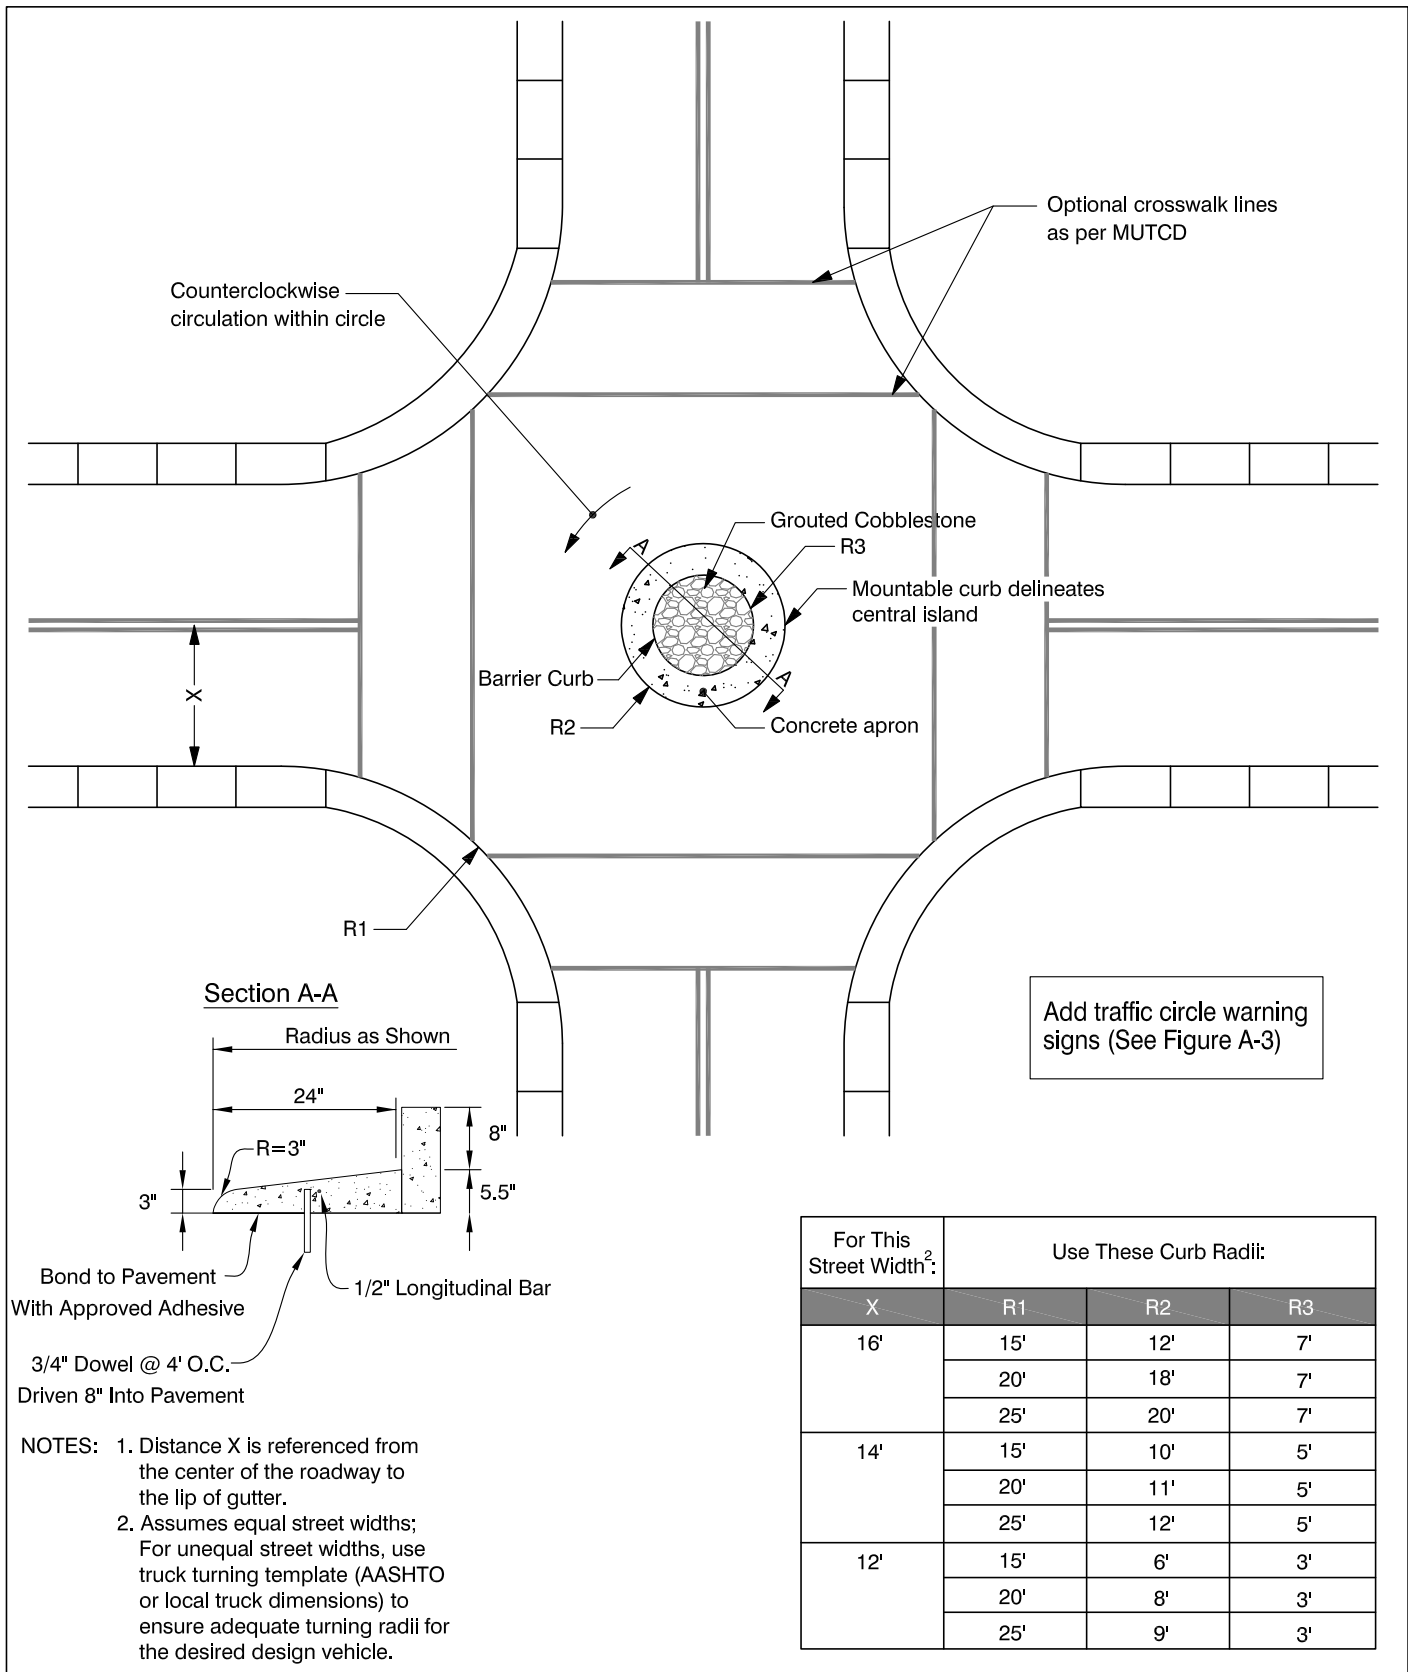 Optional crosswalk lines
as per MUTCD
Counterclockwise
circulation within circle
Grouted Cobblestone
A
R3
Mountable curb delineates
central island
X
Barrier Curb
A
R2
Concrete apron
R1
Section A-A
Radius as Shown
24"
8"
R=3"
3"
5.5"
Bond to Pavement
With Approved Adhesive
1/2" Longitudinal Bar
3/4" Dowel @ 4' O.C.
Driven 8" Into Pavement
Add traffic circle warning
signs (See Figure A-3)
NOTES: 1. Distance X is referenced from
the center of the roadway to
the lip of gutter.
2. Assumes equal street widths;
For unequal street widths, use
truck turning template (AASHTO
or local truck dimensions) to
ensure adequate turning radii for
the desired design vehicle.
For This
Street Width2:
Use These Curb Radii:
X R1 R2 R3
16' 15' 12' 7'
20' 18' 7'
25' 20' 7'
14' 15' 10' 5'
20' 11' 5'
25' 12' 5'
12' 15' 6' 3'
20' 8' 3'
25' 9' 3'